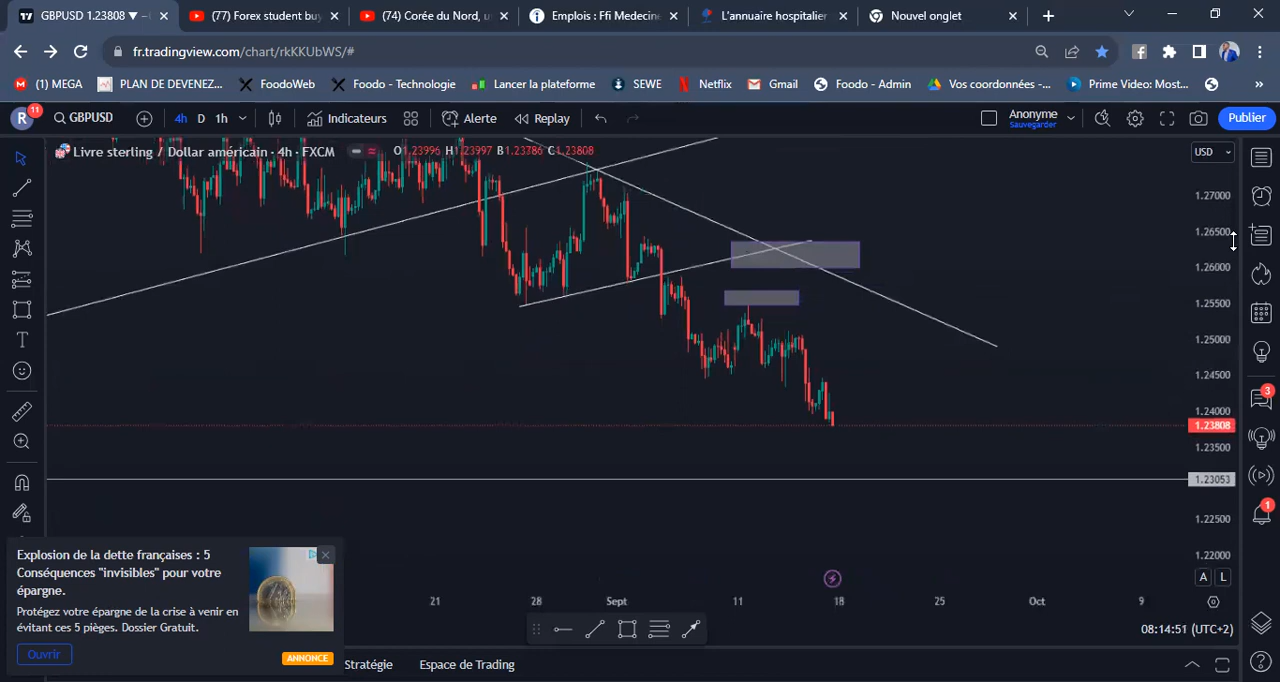 GBPUSD 1.23808 ▼ −
(77) Forex student bu
(74) Corée du Nord, u
Emplois : Ffi Medecine
L'annuaire hospitalier
Nouvel onglet
fr.tradingview.com/chart/rkKKUbWS/#
(1) MEGA
PLAN DE DEVENEZ...
FoodoWeb
Foodo - Technologie
Lancer la plateforme
SEWE
Netflix
Gmail
Foodo - Admin
Vos coordonnées -...
Prime Video: Most...
»
R
11
GBPUSD
4h
D
1h
Indicateurs
Alerte
Replay
Anonyme
Sauvegarder
Publier
Livre sterling / Dollar américain · 4h · FXCM
O1.23996 H1.23997 B1.23786 C1.23808
USD
1.27000
1.26500
1.26000
1.25500
1.25000
1.24500
1.24000
1.23808
1.23500
1.23053
1.22500
1.22000
3
1
A
L
21
28
Sept
11
18
25
Oct
9
08:14:51 (UTC+2)
Explosion de la dette françaises : 5
Conséquences "invisibles" pour votre
épargne.
Protégez votre épargne de la crise à venir en
évitant ces 5 pièges. Dossier Gratuit.
Ouvrir
ANNONCE
Stratégie
Espace de Trading